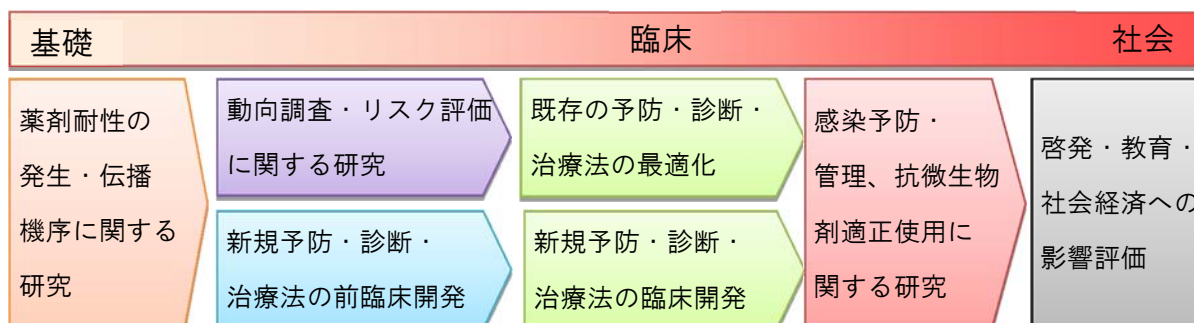 基礎
臨床
社会
薬剤耐性の
発生・伝播
機序に関する
研究
動向調査・リスク評価
に関する研究
新規予防・診断・
治療法の前臨床開発
既存の予防・診断・
治療法の最適化
新規予防・診断・
治療法の臨床開発
感染予防・
管理、抗微生物
剤適正使用に
関する研究
啓発・教育・
社会経済への
影響評価